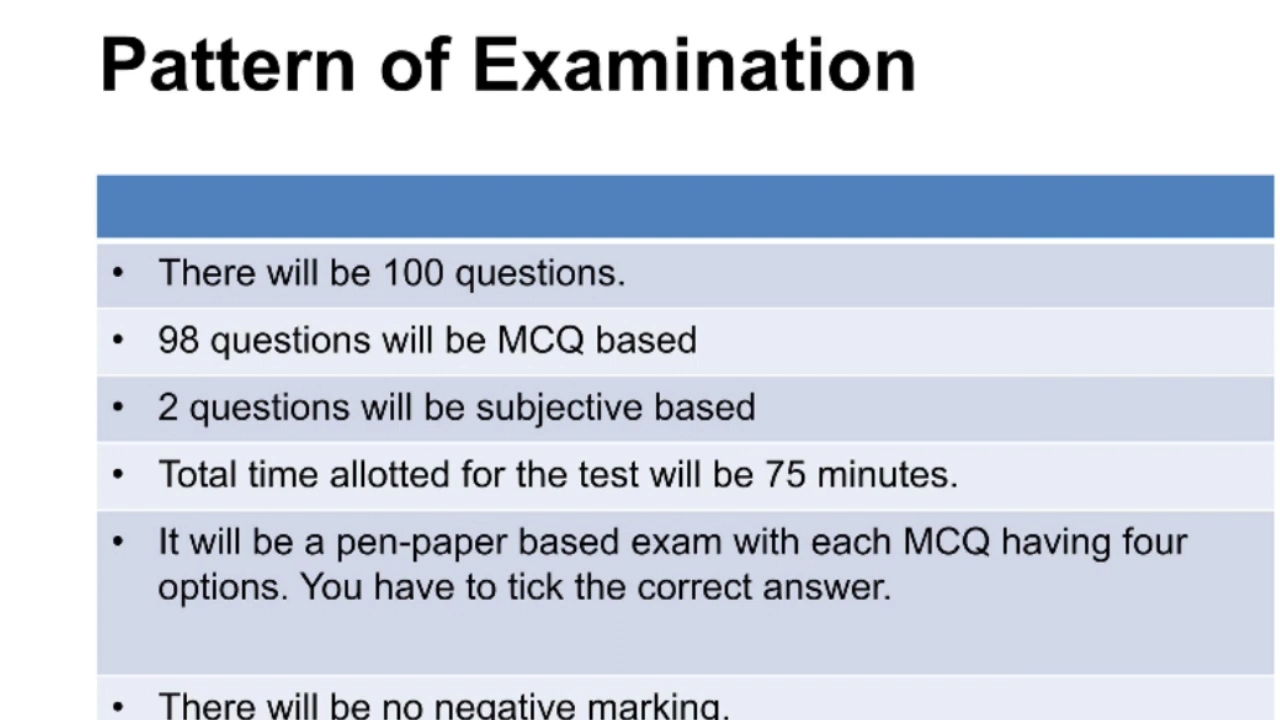 Pattern of Examination
• There will be 100 questions.
• 98 questions will be MCQ based
• 2 questions will be subjective based
• Total time allotted for the test will be 75 minutes.
• It will be a pen-paper based exam with each MCQ having four
options. You have to tick the correct answer.
• There will be no negative marking.